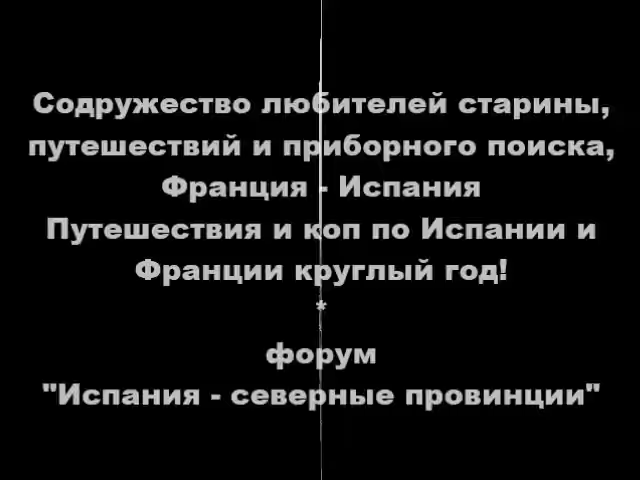 Содружество любителей старины,
путешествий и приборного поиска,
Франция - Испания
Путешествия и коп по Испании и
Франции круглый год!
*
форум
"Испания - северные провинции"